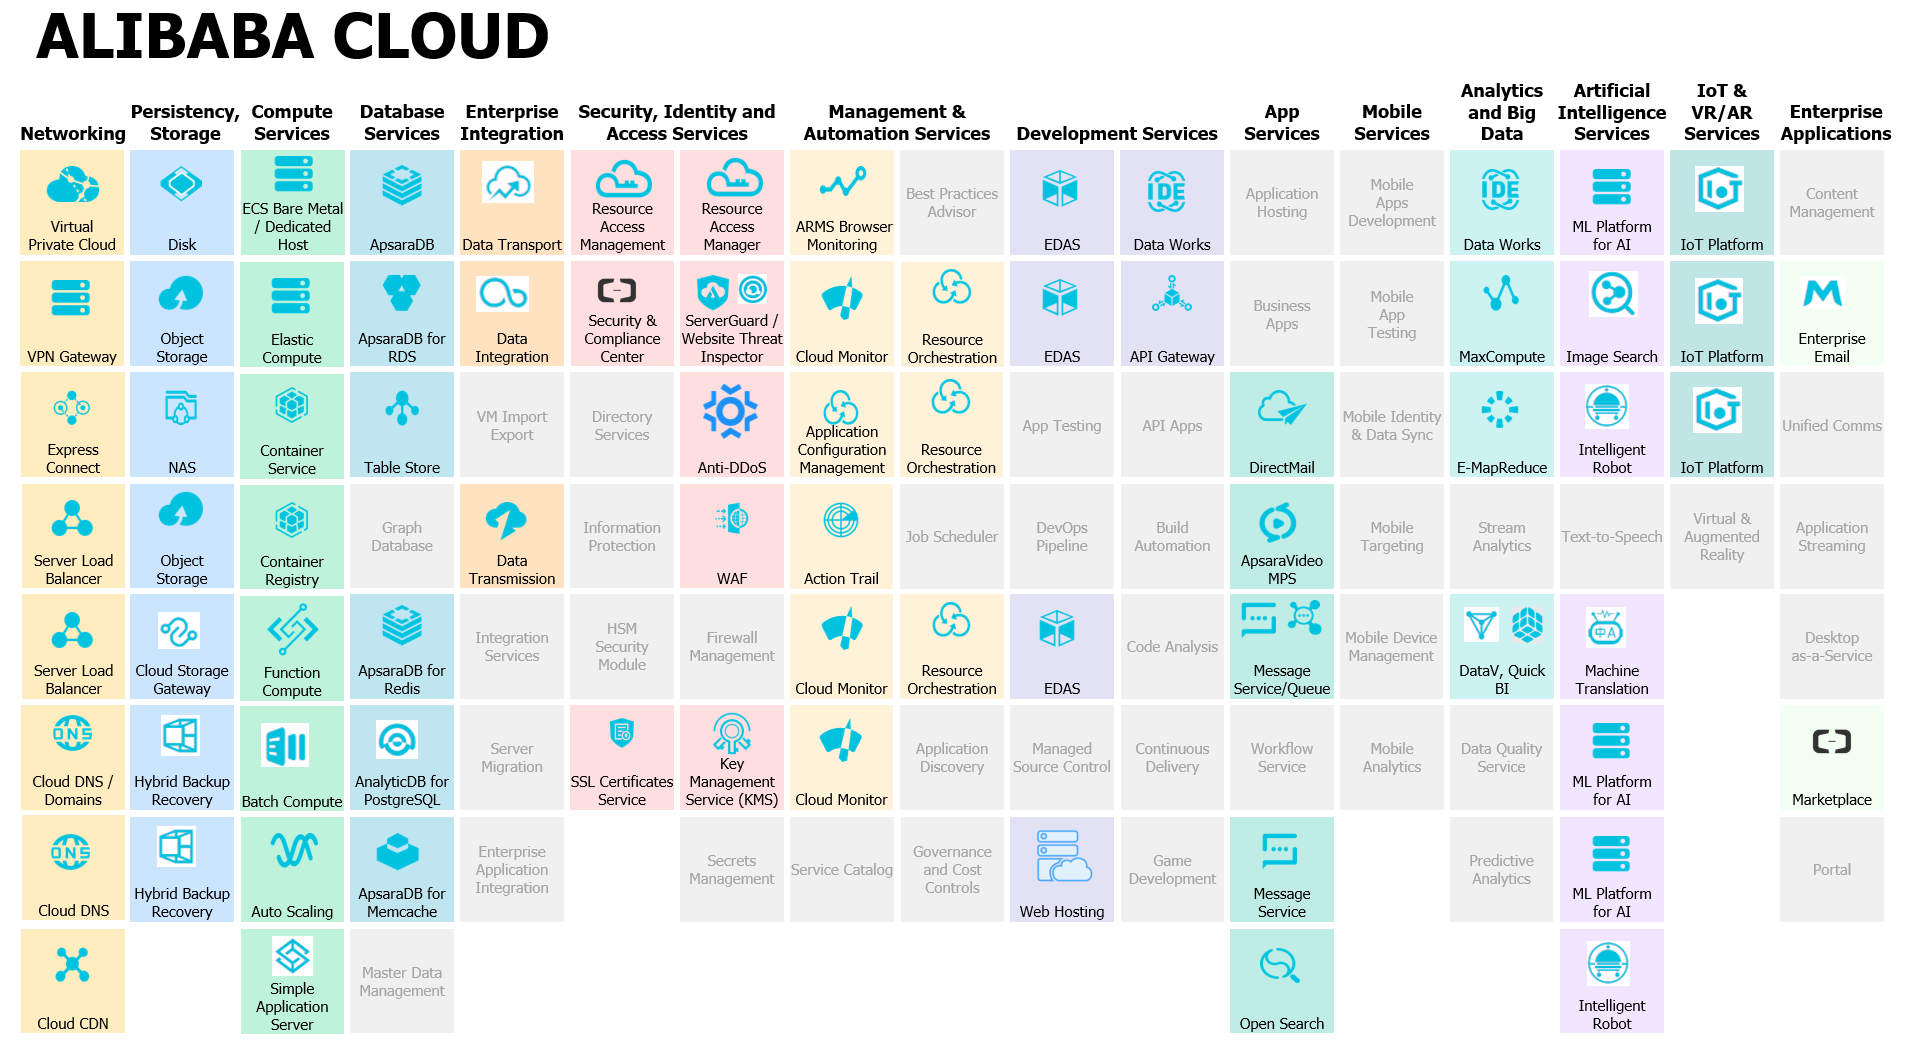 ALIBABA CLOUD
Networking
Persistency,
Storage
Compute
Services
Database
Services
Enterprise
Integration
Security, Identity and
Access Services
Management &
Automation Services
Development Services
App
Services
Mobile
Services
Analytics
and Big
Data
Artificial
Intelligence
Services
IoT &
VR/AR
Services
Enterprise
Applications
Virtual
Private Cloud
Disk
ECS Bare Metal
/ Dedicated
Host
ApsaraDB
Data Transport
Resource
Access
Management
Resource
Access
Manager
ARMS Browser
Monitoring
Best Practices
Advisor
EDAS
IDE
Data Works
Application
Hosting
Mobile
Apps
Development
IDE
Data Works
ML Platform
for AI
IoT
IoT Platform
Content
Management
VPN Gateway
Object
Storage
Elastic
Compute
ApsaraDB for
RDS
Data
Integration
Security &
Compliance
Center
ServerGuard /
Website Threat
Inspector
Cloud Monitor
Resource
Orchestration
EDAS
API Gateway
Business
Apps
Mobile
App
Testing
MaxCompute
Image Search
IoT
IoT Platform
Enterprise
Email
Express
Connect
NAS
Container
Service
Table Store
VM Import
Export
Directory
Services
Anti-DDoS
Application
Configuration
Management
Resource
Orchestration
App Testing
API Apps
DirectMail
Mobile Identity
& Data Sync
E-MapReduce
Intelligent
Robot
IoT
IoT Platform
Unified Comms
Server Load
Balancer
Object
Storage
Container
Registry
Graph
Database
Data
Transmission
Information
Protection
WAF
Action Trail
Job Scheduler
DevOps
Pipeline
Build
Automation
ApsaraVideo
MPS
Mobile
Targeting
Stream
Analytics
Text-to-Speech
Virtual &
Augmented
Reality
Application
Streaming
Server Load
Balancer
Cloud Storage
Gateway
Function
Compute
ApsaraDB for
Redis
Integration
Services
HSM
Security
Module
Firewall
Management
Cloud Monitor
Resource
Orchestration
EDAS
Code Analysis
Message
Service/Queue
Mobile Device
Management
DataV, Quick
BI
中A
Machine
Translation
Desktop
as-a-Service
DNS
Cloud DNS /
Domains
Hybrid Backup
Recovery
Batch Compute
AnalyticDB for
PostgreSQL
Server
Migration
SSL Certificates
Service
Key
Management
Service (KMS)
Cloud Monitor
Application
Discovery
Managed
Source Control
Continuous
Delivery
Workflow
Service
Mobile
Analytics
Data Quality
Service
ML Platform
for AI
Marketplace
DNS
Cloud DNS
Hybrid Backup
Recovery
Auto Scaling
ApsaraDB for
Memcache
Enterprise
Application
Integration
Secrets
Management
Service Catalog
Governance
and Cost
Controls
Web Hosting
Game
Development
Message
Service
Predictive
Analytics
ML Platform
for AI
Portal
Cloud CDN
Simple
Application
Server
Master Data
Management
Open Search
Intelligent
Robot